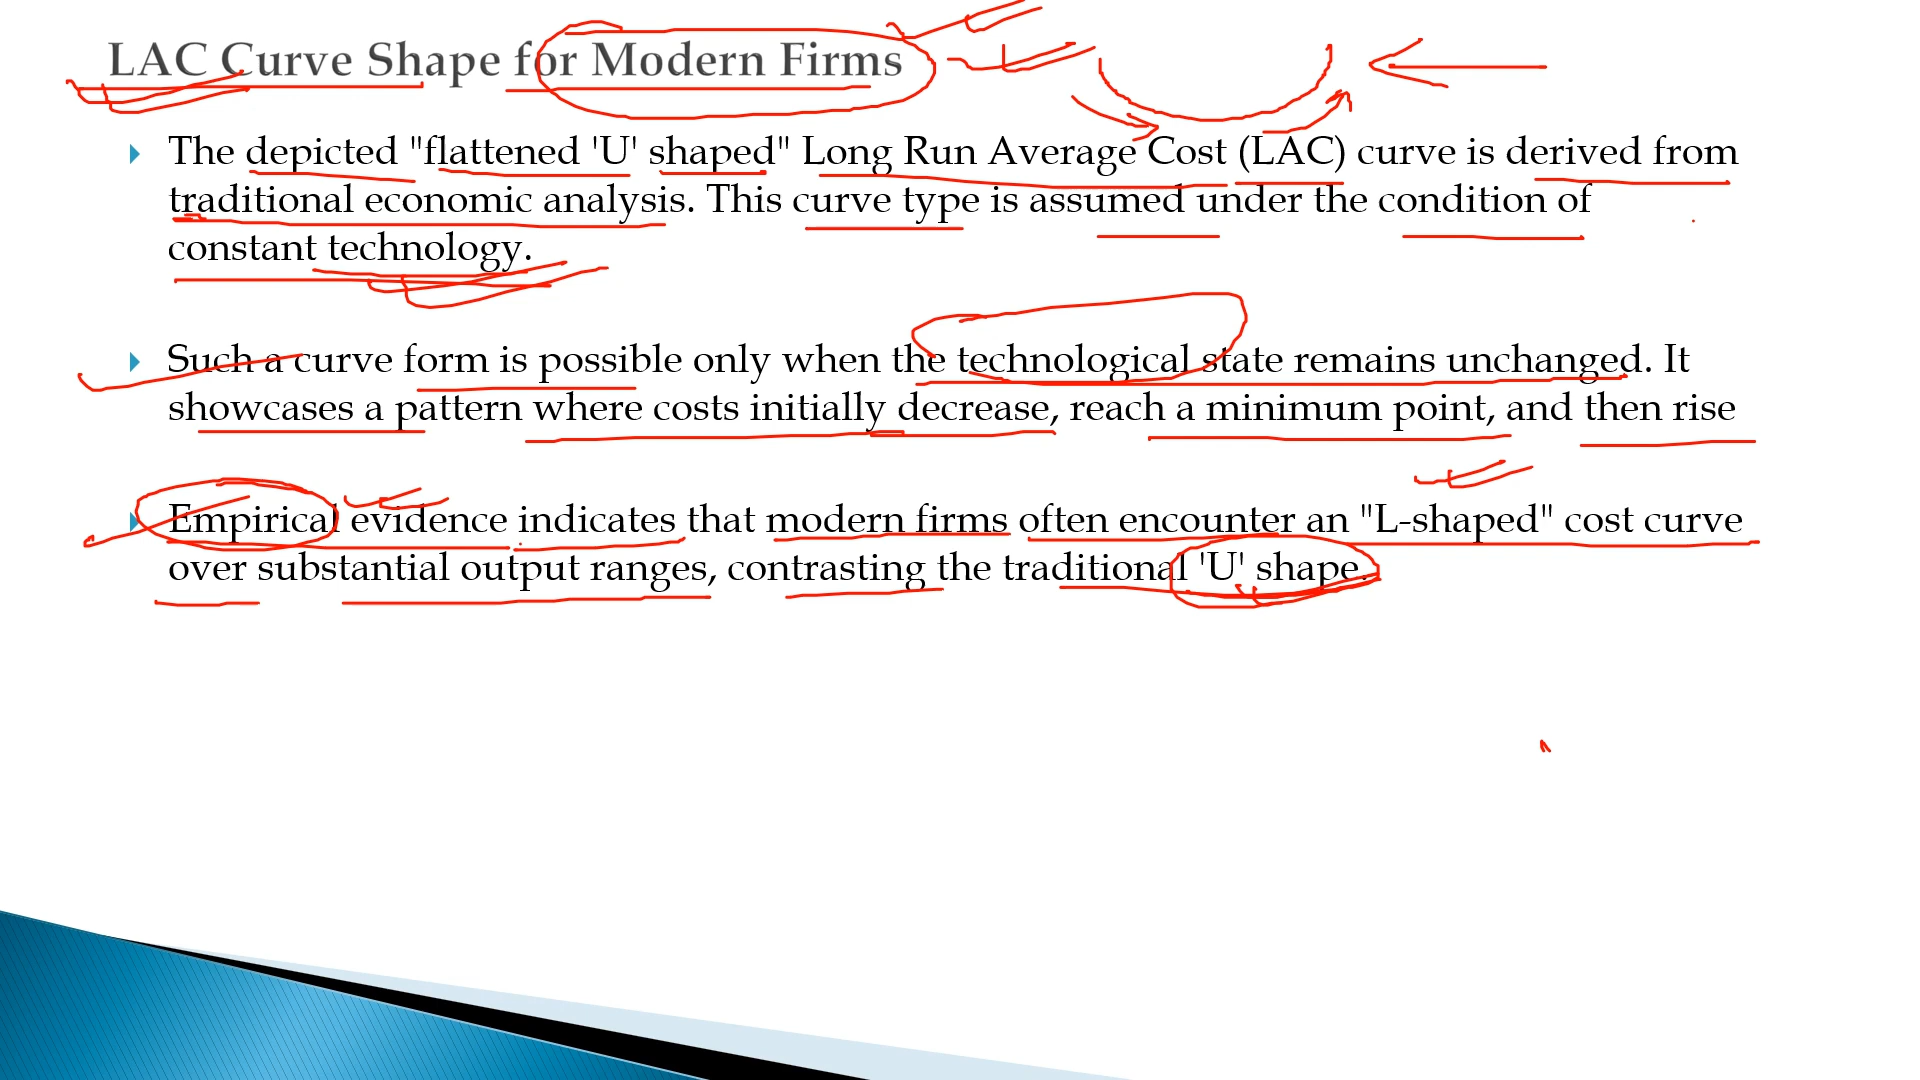 LAC Curve Shape for Modern Firms
The depicted "flattened 'U' shaped" Long Run Average Cost (LAC) curve is derived from
traditional economic analysis. This curve type is assumed under the condition of
constant technology.
Such a curve form is possible only when the technological state remains unchanged. It
showcases a pattern where costs initially decrease, reach a minimum point, and then rise
Empirical evidence indicates that modern firms often encounter an "L-shaped" cost curve
over substantial output ranges, contrasting the traditional 'U' shape.